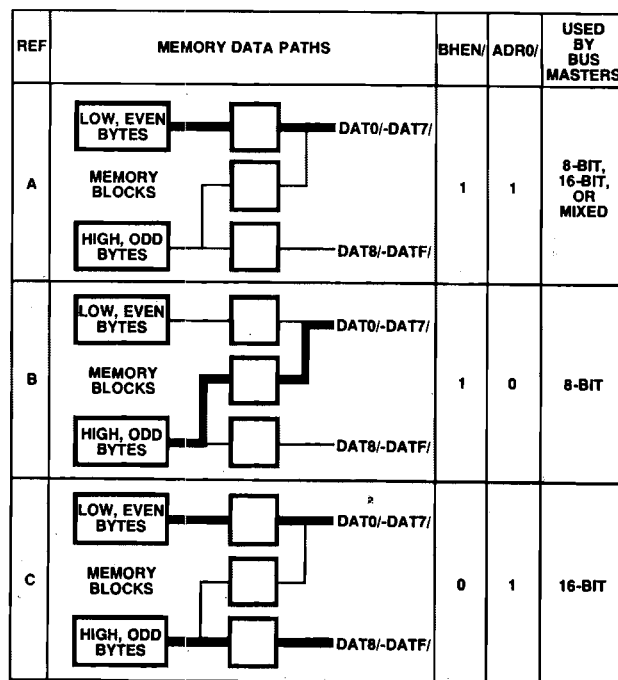 REF
MEMORY DATA PATHS
BHEN/
ADR0/
USED
BY
BUS
MASTERS
A
LOW, EVEN
BYTES
MEMORY
BLOCKS
HIGH, ODD
BYTES
DAT0/-DAT7/
DAT8/-DATF/
1
1
8-BIT,
16-BIT,
OR
MIXED
B
LOW, EVEN
BYTES
MEMORY
BLOCKS
HIGH, ODD
BYTES
DAT0/-DAT7/
DAT8/-DATF/
1
0
8-BIT
C
LOW, EVEN
BYTES
MEMORY
BLOCKS
HIGH, ODD
BYTES
DAT0/-DAT7/
DAT8/-DATF/
0
1
16-BIT